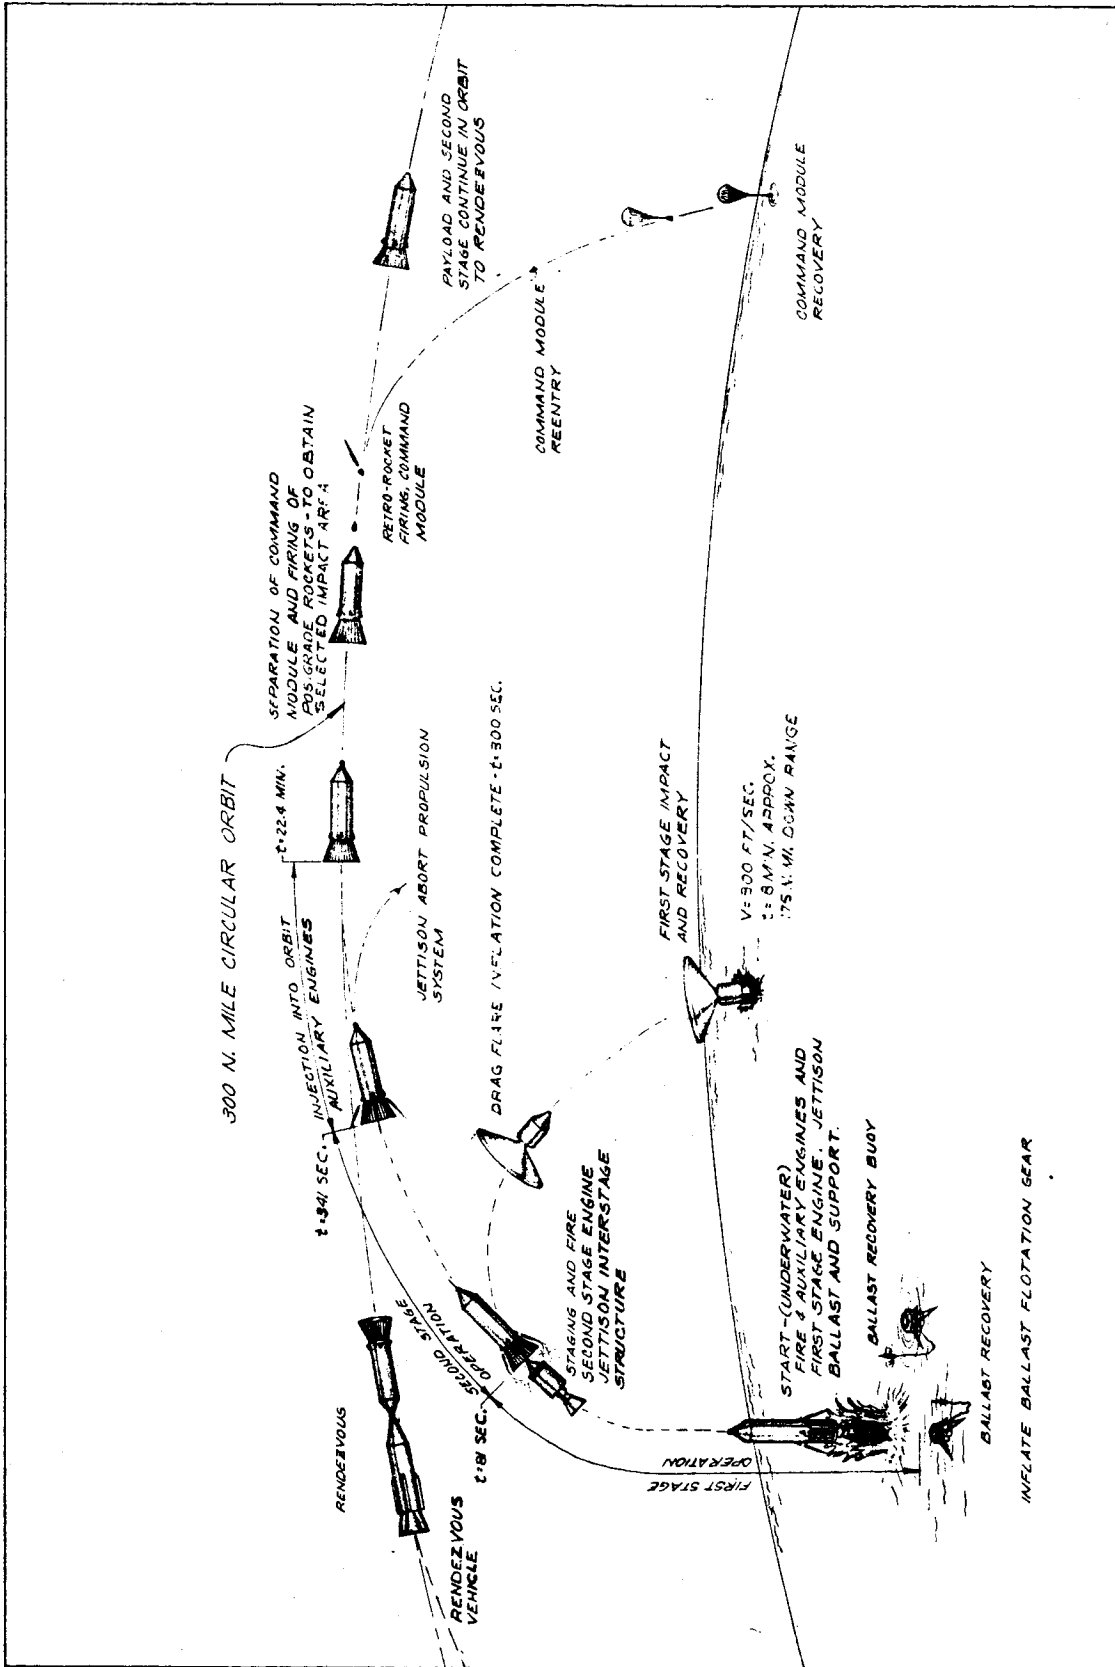 300 N. MILE CIRCULAR ORBIT
SEPARATION OF COMMAND
MODULE AND FIRING OF
POS.GRADE ROCKETS - TO OBTAIN
SELECTED IMPACT AREA
t=22.4 MIN.
INJECTION INTO ORBIT
AUXILIARY ENGINES
t=341 SEC.
RENDEZVOUS
RENDEZVOUS
VEHICLE
JETTISON ABORT PROPULSION
SYSTEM
RETRO-ROCKET
FIRING, COMMAND
MODULE
PAYLOAD AND SECOND
STAGE CONTINUE IN ORBIT
TO RENDEZVOUS
SECOND STAGE
OPERATION
t=81 SEC.
DRAG FLARE INFLATION COMPLETE - t=300 SEC.
COMMAND MODULE
REENTRY
STAGING AND FIRE
SECOND STAGE ENGINE
JETTISON INTERSTAGE
STRUCTURE
FIRST STAGE IMPACT
AND RECOVERY
V=300 FT/SEC.
t=8 MIN. APPROX.
175 N. MI. DOWN RANGE
COMMAND MODULE
RECOVERY
FIRST STAGE
OPERATION
START-(UNDERWATER)
FIRE 4 AUXILIARY ENGINES AND
FIRST STAGE ENGINE. JETTISON
BALLAST AND SUPPORT.
BALLAST RECOVERY BUOY
BALLAST RECOVERY
INFLATE BALLAST FLOTATION GEAR